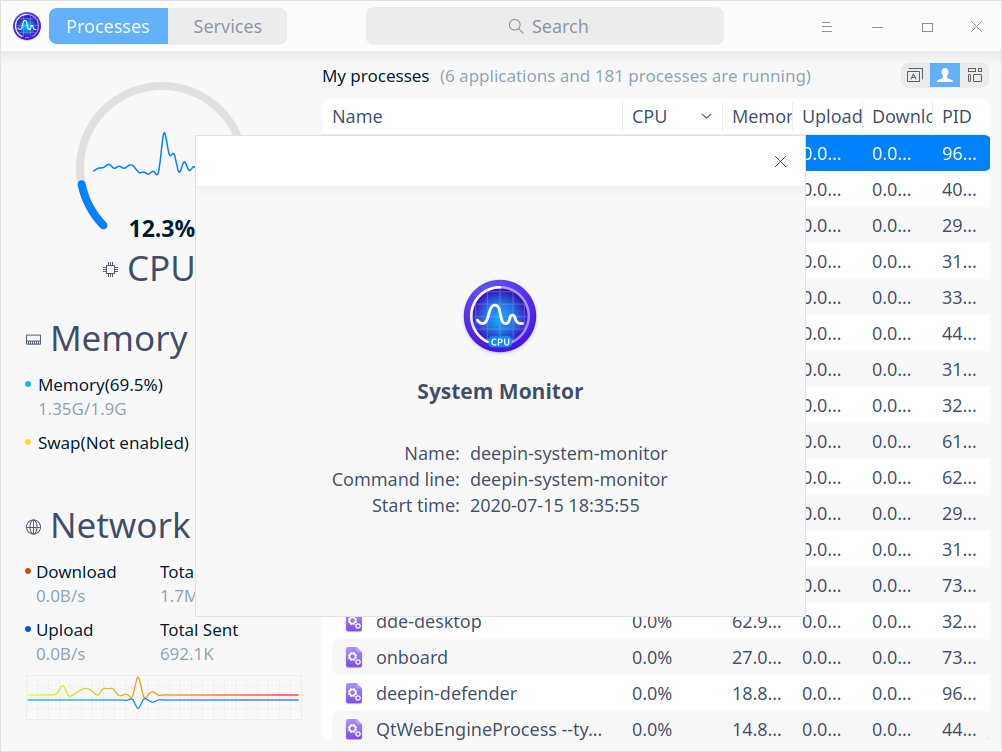 Processes Services Search
My processes (6 applications and 181 processes are running)
Name CPU Memor Upload Downlo PID
12.3%
CPU
Memory
Memory(69.5%)
1.35G/1.9G
Swap(Not enabled)
Network
Download Tota
0.0B/s 1.7M
Upload Total Sent
0.0B/s 692.1K
CPU
System Monitor
Name: deepin-system-monitor
Command line: deepin-system-monitor
Start time: 2020-07-15 18:35:55
0.0... 0.0... 96...
0.0... 0.0... 40...
0.0... 0.0... 29...
0.0... 0.0... 31...
0.0... 0.0... 33...
0.0... 0.0... 44...
0.0... 0.0... 31...
0.0... 0.0... 32...
0.0... 0.0... 61...
0.0... 0.0... 62...
0.0... 0.0... 29...
0.0... 0.0... 31...
0.0... 0.0... 73...
dde-desktop 0.0% 62.9... 0.0... 0.0... 32...
onboard 0.0% 27.0... 0.0... 0.0... 73...
deepin-defender 0.0% 18.8... 0.0... 0.0... 96...
QtWebEngineProcess --ty... 0.0% 14.8... 0.0... 0.0... 44...